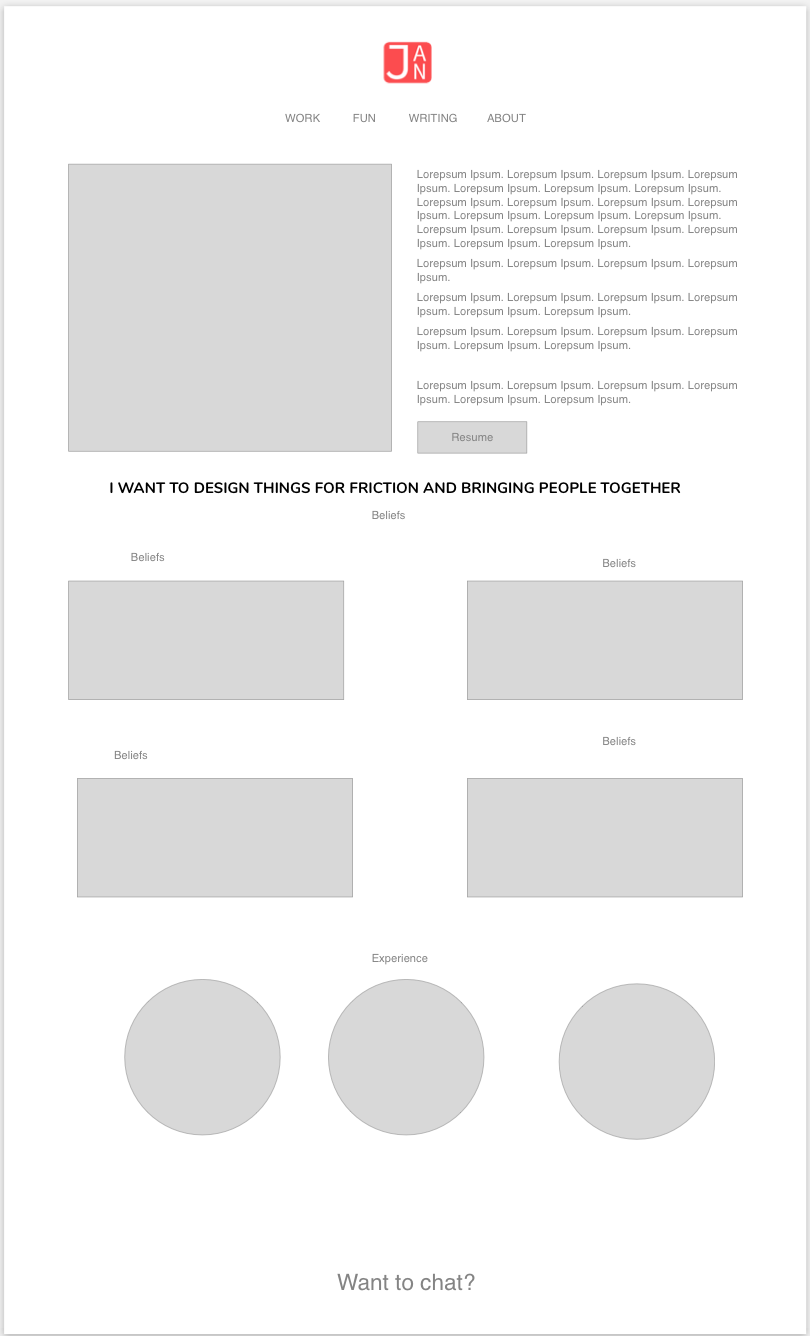 JAN
WORK FUN WRITING ABOUT
Lorepsum Ipsum. Lorepsum Ipsum. Lorepsum Ipsum. Lorepsum
Ipsum. Lorepsum Ipsum. Lorepsum Ipsum. Lorepsum Ipsum.
Lorepsum Ipsum. Lorepsum Ipsum. Lorepsum Ipsum. Lorepsum
Ipsum. Lorepsum Ipsum. Lorepsum Ipsum. Lorepsum Ipsum.
Lorepsum Ipsum. Lorepsum Ipsum. Lorepsum Ipsum. Lorepsum
Ipsum. Lorepsum Ipsum. Lorepsum Ipsum.
Lorepsum Ipsum. Lorepsum Ipsum. Lorepsum Ipsum. Lorepsum
Ipsum.
Lorepsum Ipsum. Lorepsum Ipsum. Lorepsum Ipsum. Lorepsum
Ipsum. Lorepsum Ipsum. Lorepsum Ipsum.
Lorepsum Ipsum. Lorepsum Ipsum. Lorepsum Ipsum. Lorepsum
Ipsum. Lorepsum Ipsum. Lorepsum Ipsum.
Lorepsum Ipsum. Lorepsum Ipsum. Lorepsum Ipsum. Lorepsum
Ipsum. Lorepsum Ipsum. Lorepsum Ipsum.
Resume
I WANT TO DESIGN THINGS FOR FRICTION AND BRINGING PEOPLE TOGETHER
Beliefs
Beliefs
Beliefs
Beliefs
Beliefs
Experience
Want to chat?